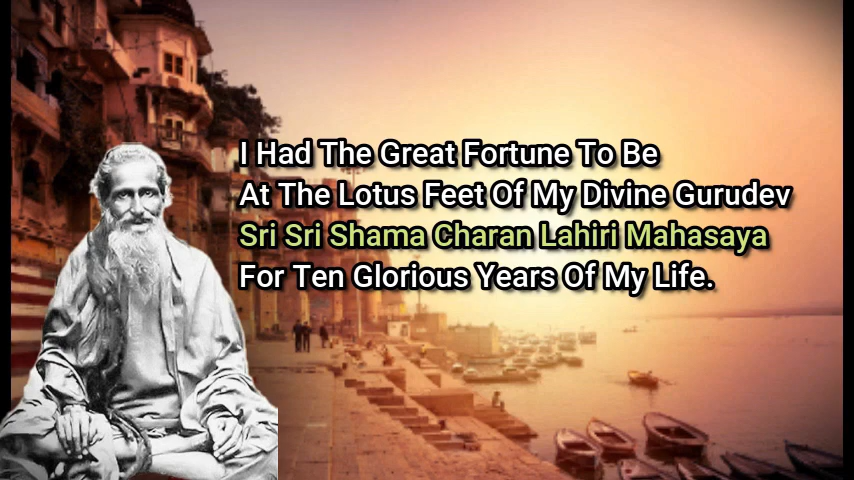 I Had The Great Fortune To Be
At The Lotus Feet Of My Divine Gurudev
Sri Sri Shama Charan Lahiri Mahasaya
For Ten Glorious Years Of My Life.